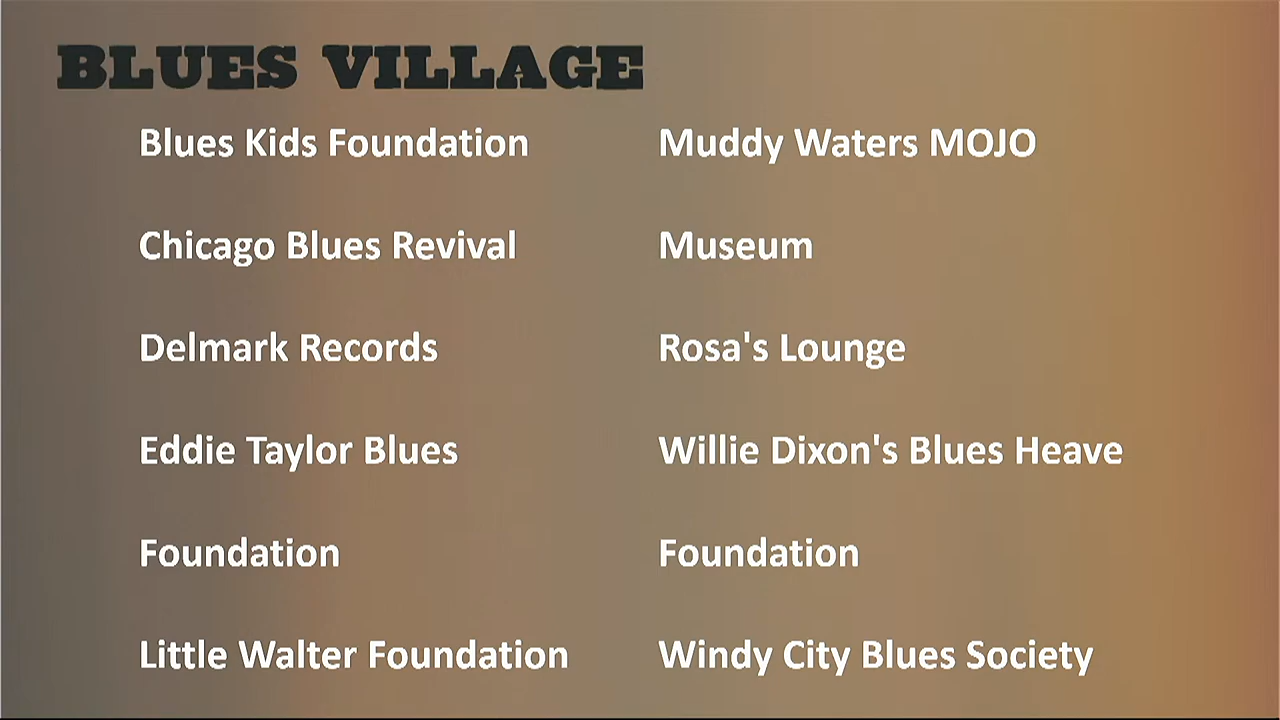 BLUES VILLAGE
Blues Kids Foundation
Chicago Blues Revival
Delmark Records
Eddie Taylor Blues
Foundation
Little Walter Foundation
Muddy Waters MOJO
Museum
Rosa's Lounge
Willie Dixon's Blues Heave
Foundation
Windy City Blues Society